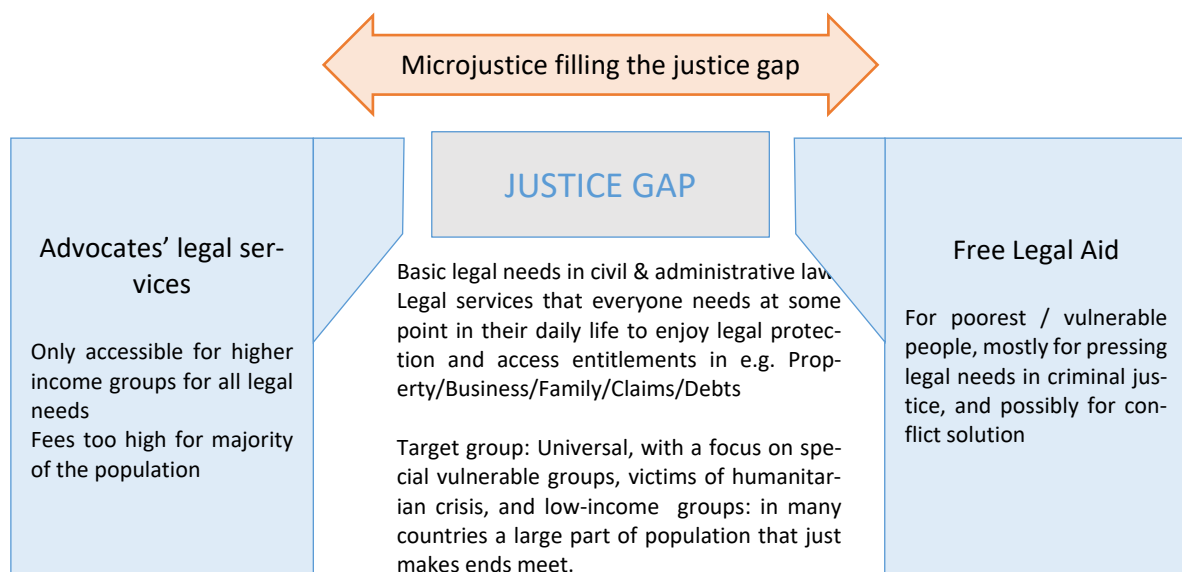 Microjustice filling the justice gap
JUSTICE GAP
Advocates’ legal ser-
vices
Only accessible for higher
income groups for all legal
needs
Fees too high for majority
of the population
Basic legal needs in civil & administrative law
Legal services that everyone needs at some
point in their daily life to enjoy legal protec-
tion and access entitlements in e.g. Prop-
erty/Business/Family/Claims/Debts
Target group: Universal, with a focus on spe-
cial vulnerable groups, victims of humanitar-
ian crisis, and low-income groups: in many
countries a large part of population that just
makes ends meet.
Free Legal Aid
For poorest / vulnerable
people, mostly for pressing
legal needs in criminal jus-
tice, and possibly for con-
flict solution